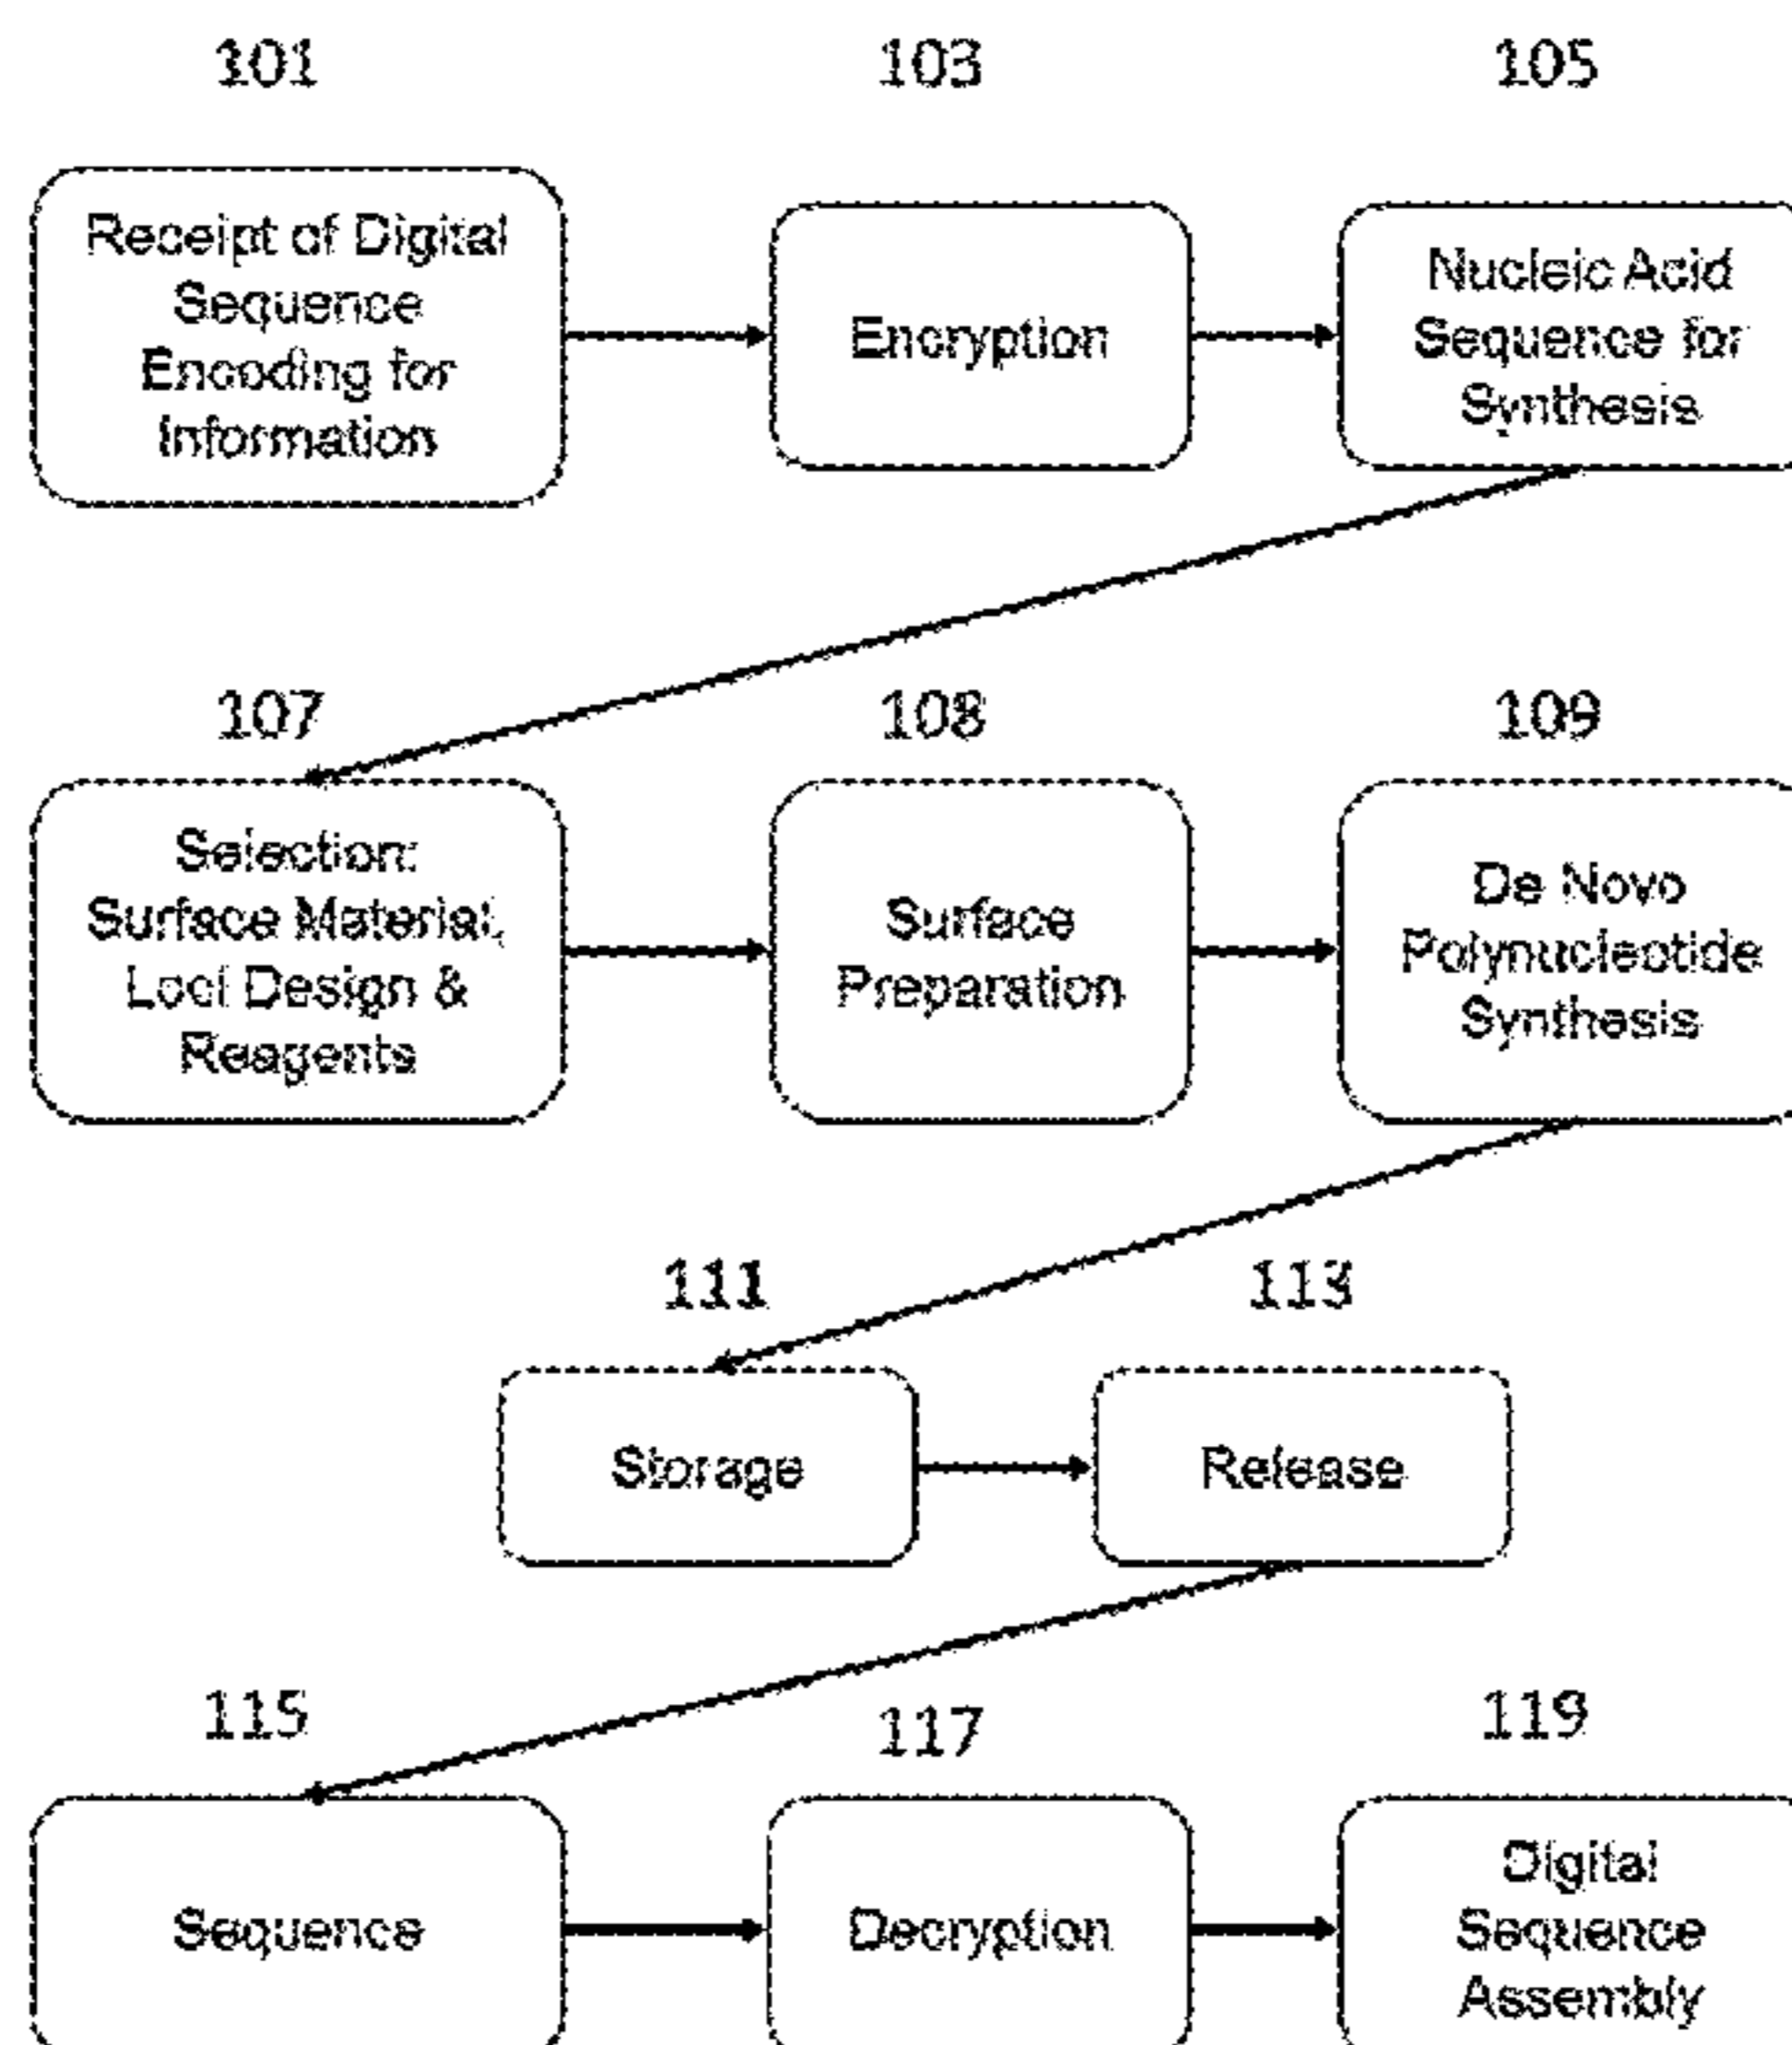 101 103 105
Receipt of Digital
Sequence
Encoding for
Information
Encryption
Nucleic Acid
Sequence for
Synthesis
107 108 109
Selection:
Surface Material,
Loci Design &
Reagents
Surface
Preparation
De Novo
Polynucleotide
Synthesis
111 113
Storage
Release
115 117 119
Sequence
Decryption
Digital
Sequence
Assembly